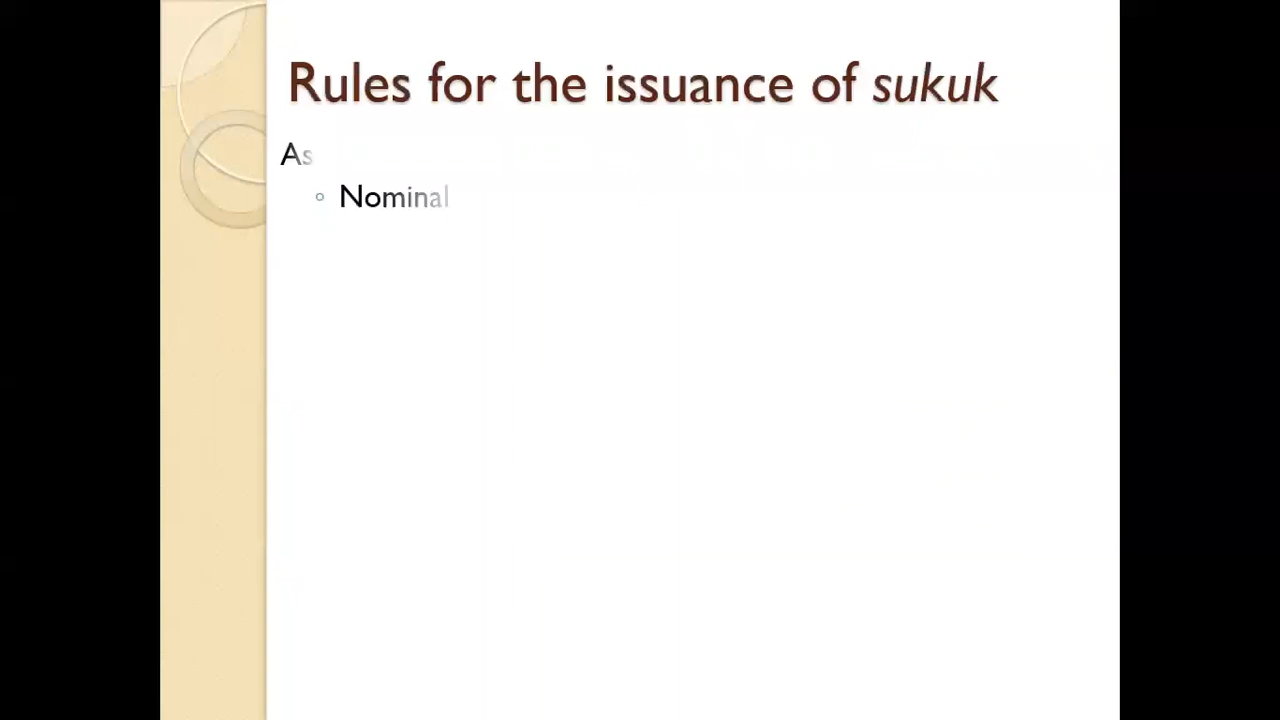 Rules for the issuance of sukuk
As
Nominal